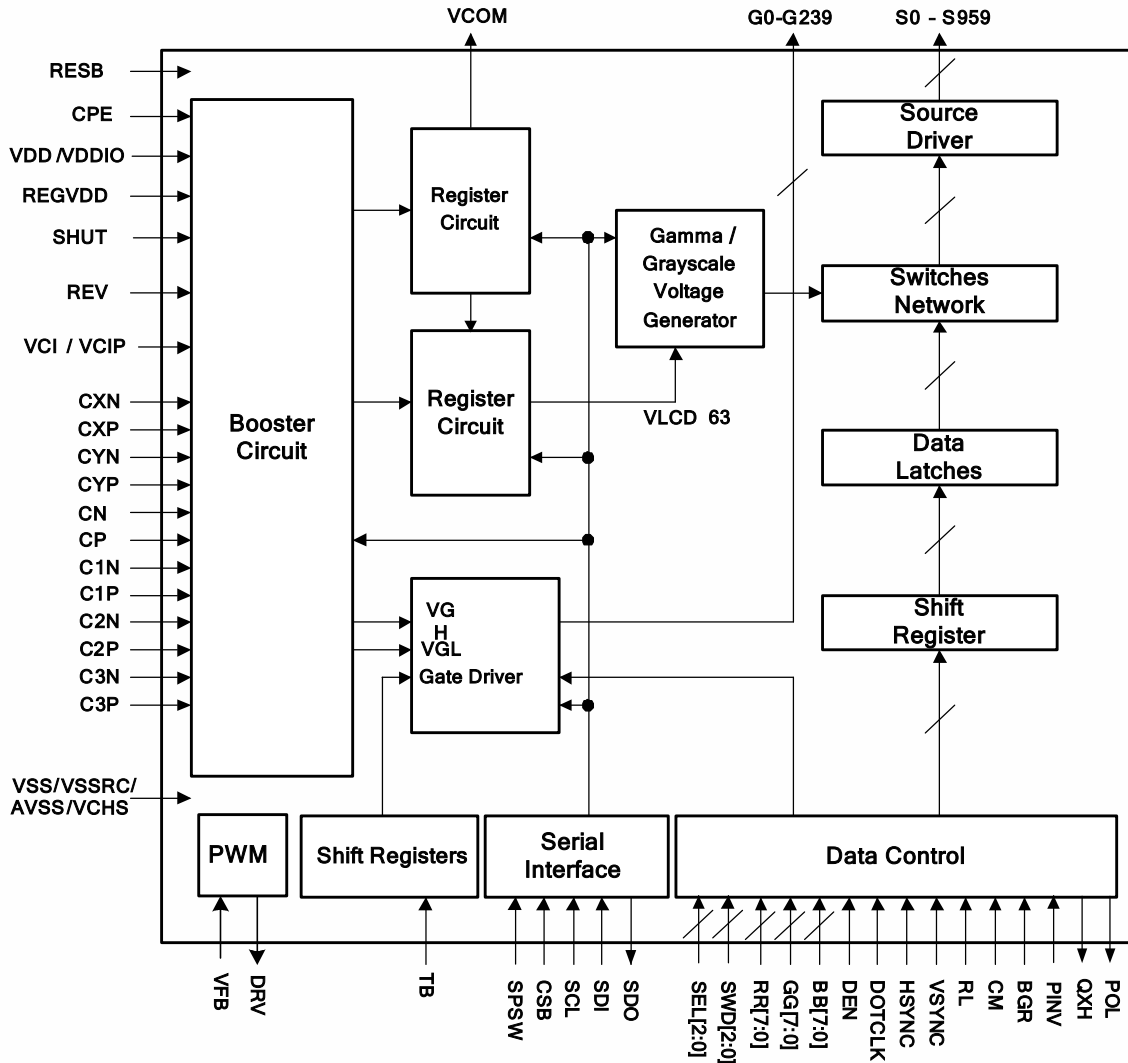 VCOM
G0-G239
S0 - S959
RESB
CPE
VDD /VDDIO
REGVDD
SHUT
REV
VCI / VCIP
CXN
CXP
CYN
CYP
CN
CP
C1N
C1P
C2N
C2P
C3N
C3P
VSS/VSSRC/
AVSS/VCHS
Booster
Circuit
Register
Circuit
Register
Circuit
Gamma /
Grayscale
Voltage
Generator
VLCD 63
VG
H
VGL
Gate Driver
Source
Driver
Switches
Network
Data
Latches
Shift
Register
PWM
Shift Registers
Serial
Interface
Data Control
VFB
DRV
TB
SPSW
CSB
SCL
SDI
SDO
SEL[2:0]
SWD[2:0]
RR[7:0]
GG[7:0]
BB[7:0]
DEN
DOTCLK
HSYNC
VSYNC
RL
CM
BGR
PINV
QXH
POL